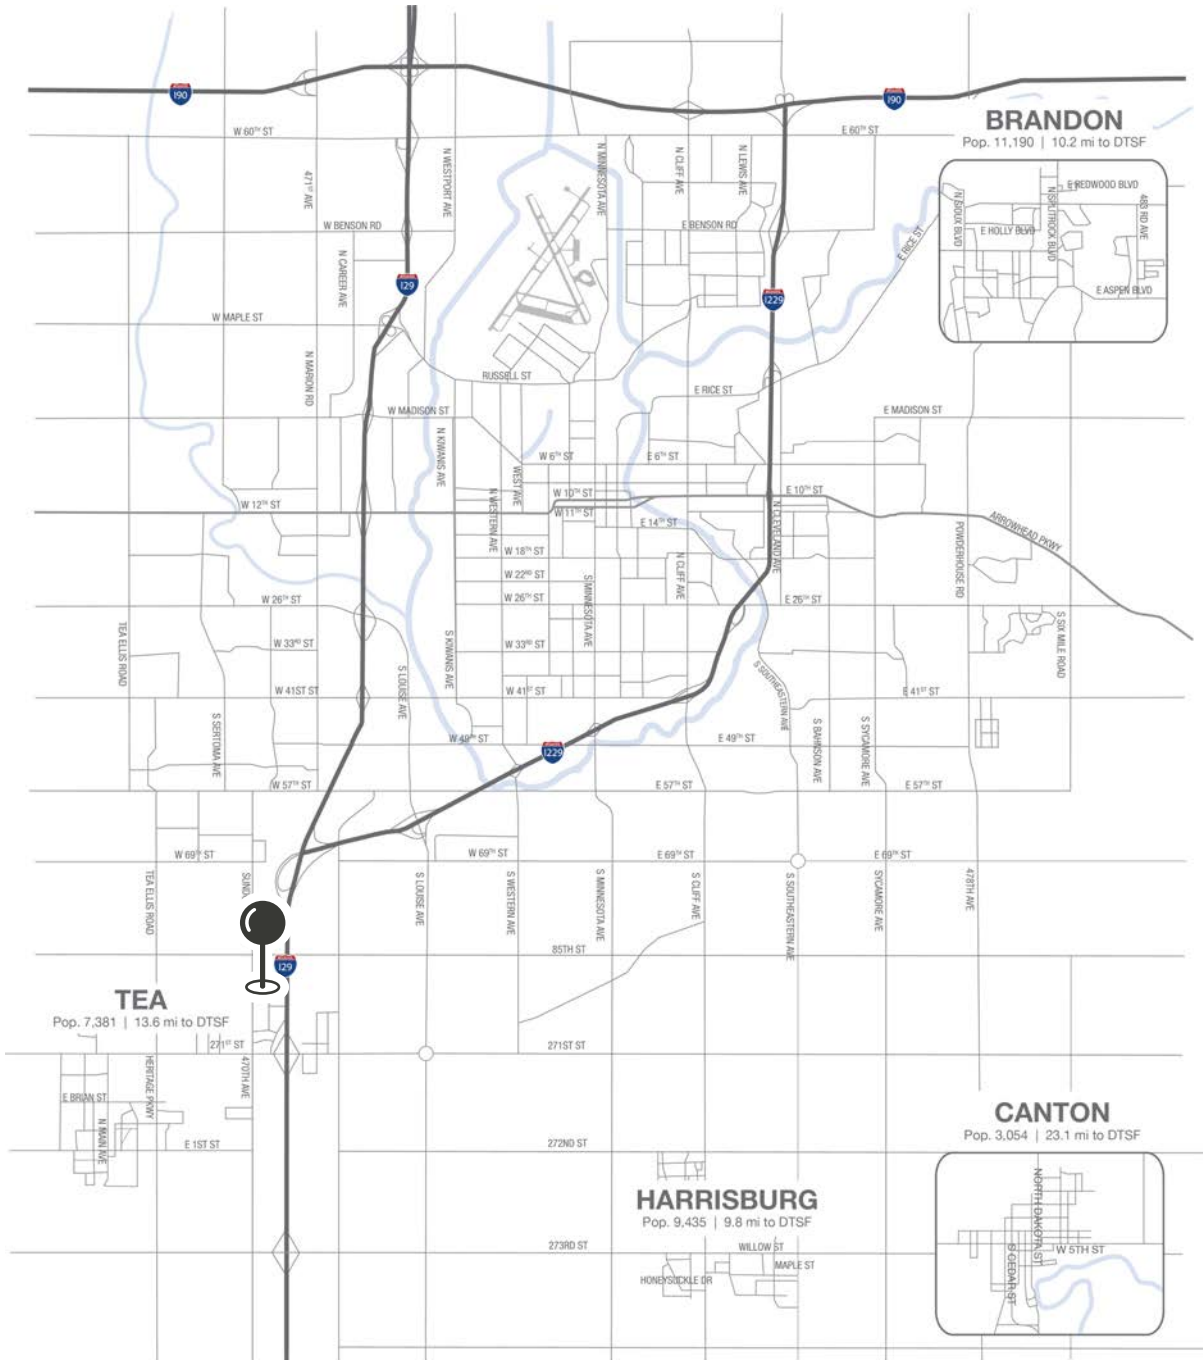 I90
I90
BRANDON
Pop. 11,190 | 10.2 mi to DTSF
W 60TH ST
E 60TH ST
N WESTPORT AVE
N MINNESOTA AVE
N CLIFF AVE
N LEWIS AVE
471ST AVE
E REDWOOD BLVD
N SIOUX BLVD
N SPLITROCK BLVD
483 RD AVE
E HOLLY BLVD
E ASPEN BLVD
W BENSON RD
E BENSON RD
E RICE ST
N CAREER AVE
I29
I229
W MAPLE ST
N MARION RD
RUSSELL ST
E RICE ST
W MADISON ST
E MADISON ST
N KIWANIS AVE
W 6TH ST
E 6TH ST
WEST AVE
N WESTERN AVE
W 10TH ST
E 10TH ST
W 12TH ST
W 11TH ST
E 14TH ST
N CLEVELAND AVE
POWDERHOUSE RD
ARROWHEAD PKWY
W 18TH ST
N CLIFF AVE
W 22ND ST
S MINNESOTA AVE
W 26TH ST
W 26TH ST
E 26TH ST
TEA ELLIS ROAD
S KIWANIS AVE
S SIX MILE ROAD
W 33RD ST
W 33RD ST
S LOUISE AVE
S SOUTHEASTERN AVE
W 41ST ST
W 41ST ST
E 41ST ST
S SERTOMA AVE
S BAHNSON AVE
S SYCAMORE AVE
W 49TH ST
E 49TH ST
I229
W 57TH ST
E 57TH ST
E 57TH ST
W 69TH ST
W 69TH ST
E 69TH ST
E 69TH ST
TEA ELLIS ROAD
S LOUISE AVE
S WESTERN AVE
S MINNESOTA AVE
S CLIFF AVE
S SOUTHEASTERN AVE
SYCAMORE AVE
478TH AVE
85TH ST
I29
TEA
Pop. 7,381 | 13.6 mi to DTSF
271ST ST
271ST ST
HERITAGE PKWY
470TH AVE
E BRIAN ST
N MAIN AVE
E 1ST ST
272ND ST
CANTON
Pop. 3,054 | 23.1 mi to DTSF
NORTH DAKOTA ST
W 5TH ST
S CEDAR ST
HARRISBURG
Pop. 9,435 | 9.8 mi to DTSF
273RD ST
WILLOW ST
MAPLE ST
HONEYSUCKLE DR